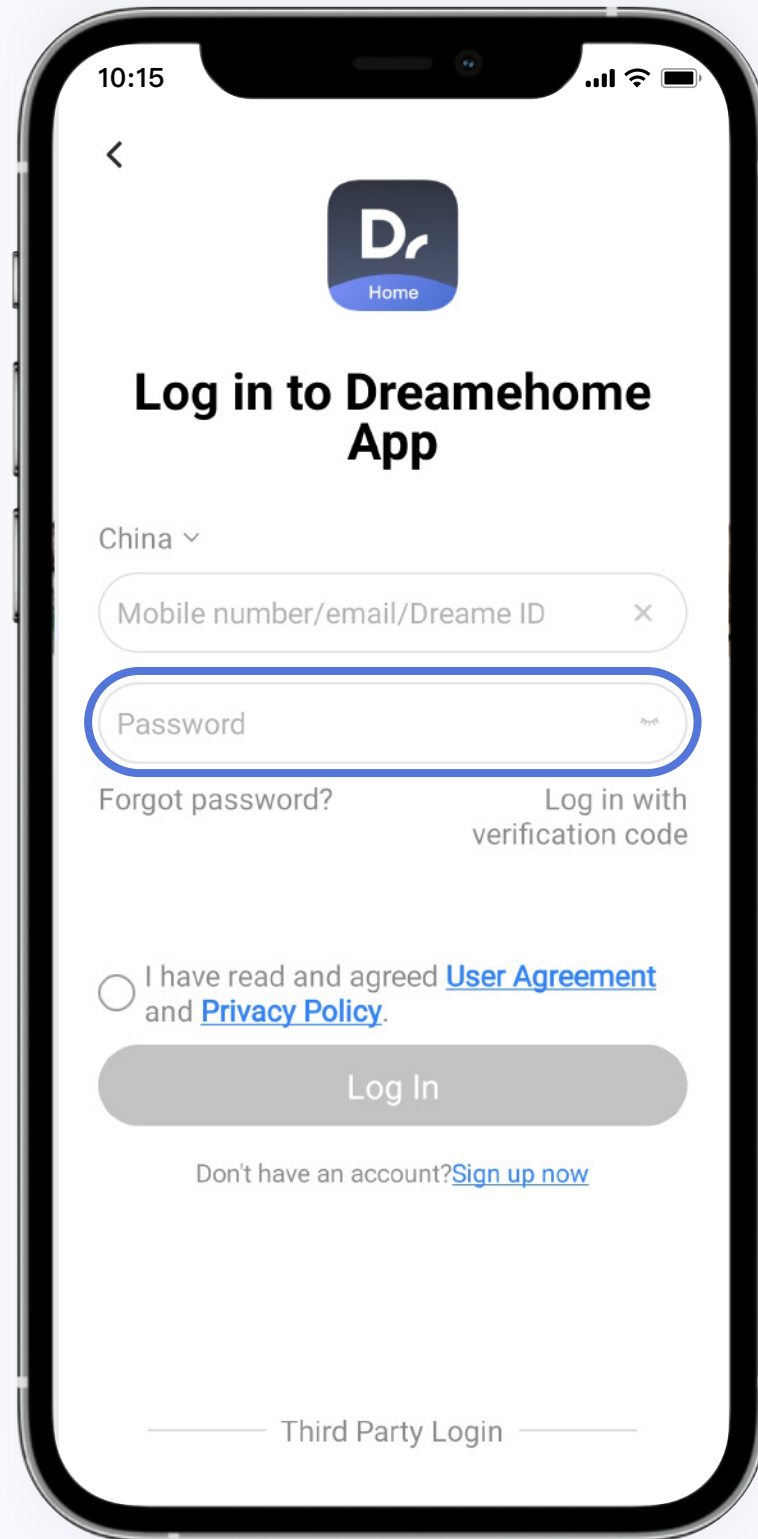 10:15
Dr
Home
Log in to Dreamehome
App
China
Mobile number/email/Dreame ID
Password
Forgot password?
Log in with
verification code
I have read and agreed User Agreement
and Privacy Policy.
Log In
Don't have an account?Sign up now
Third Party Login